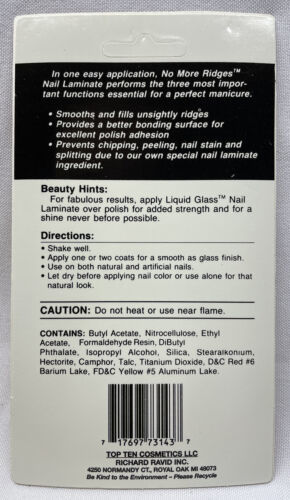 In one easy application, No More Ridges™
Nail Laminate performs the three most impor-
tant functions essential for a perfect manicure.
• Smooths and fills unsightly ridges
• Provides a better bonding surface for
excellent polish adhesion
• Prevents chipping, peeling, nail stain and
splitting due to our own special nail laminate
ingredient.
Beauty Hints:
For fabulous results, apply Liquid Glass™ Nail
Laminate over polish for added strength and for a
shine never before possible.
Directions:
• Shake well.
• Apply one or two coats for a smooth as glass finish.
• Use on both natural and artificial nails.
• Let dry before applying nail color or use alone for that
natural look.
CAUTION: Do not heat or use near flame.
CONTAINS: Butyl Acetate, Nitrocellulose, Ethyl
Acetate, Formaldehyde Resin, DiButyl
Phthalate, Isopropyl Alcohol, Silica, Stearalkonium,
Hectorite, Camphor, Talc, Titanium Dioxide, D&C Red #6
Barium Lake, FD&C Yellow #5 Aluminum Lake.
7 17697 73143 7
TOP TEN COSMETICS LLC
RICHARD RAVID INC.
4250 NORMANDY CT, ROYAL OAK MI 48073
Be Kind to the Environment – Please Recycle